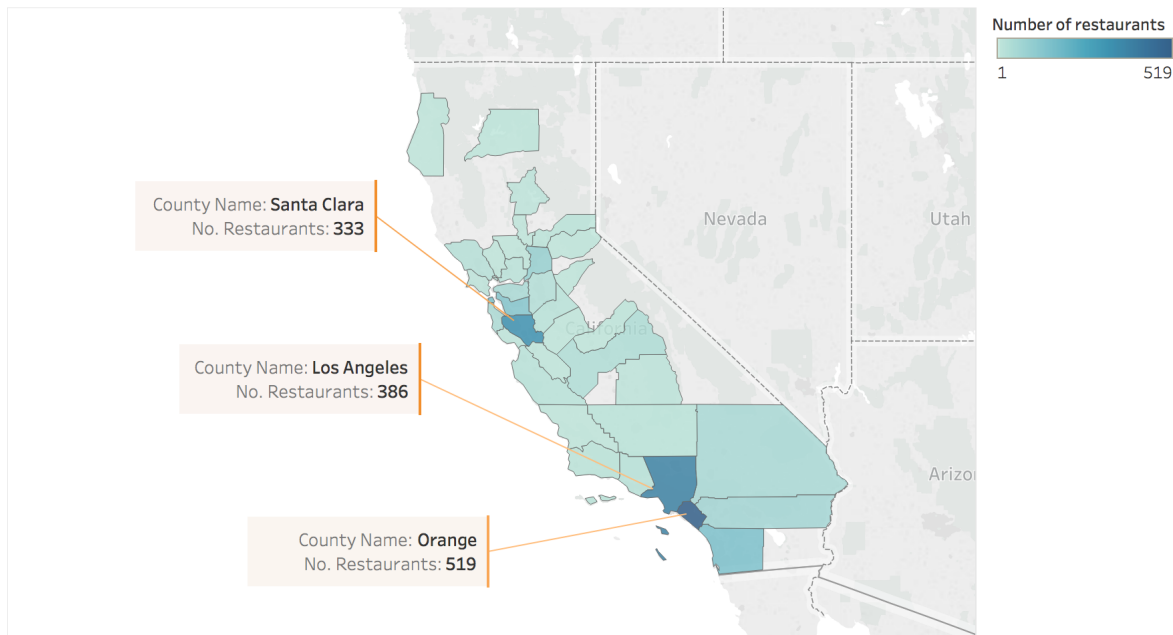 Number of restaurants
1 519
Nevada
Utah
County Name: Santa Clara
No. Restaurants: 333
California
County Name: Los Angeles
No. Restaurants: 386
Arizo
County Name: Orange
No. Restaurants: 519